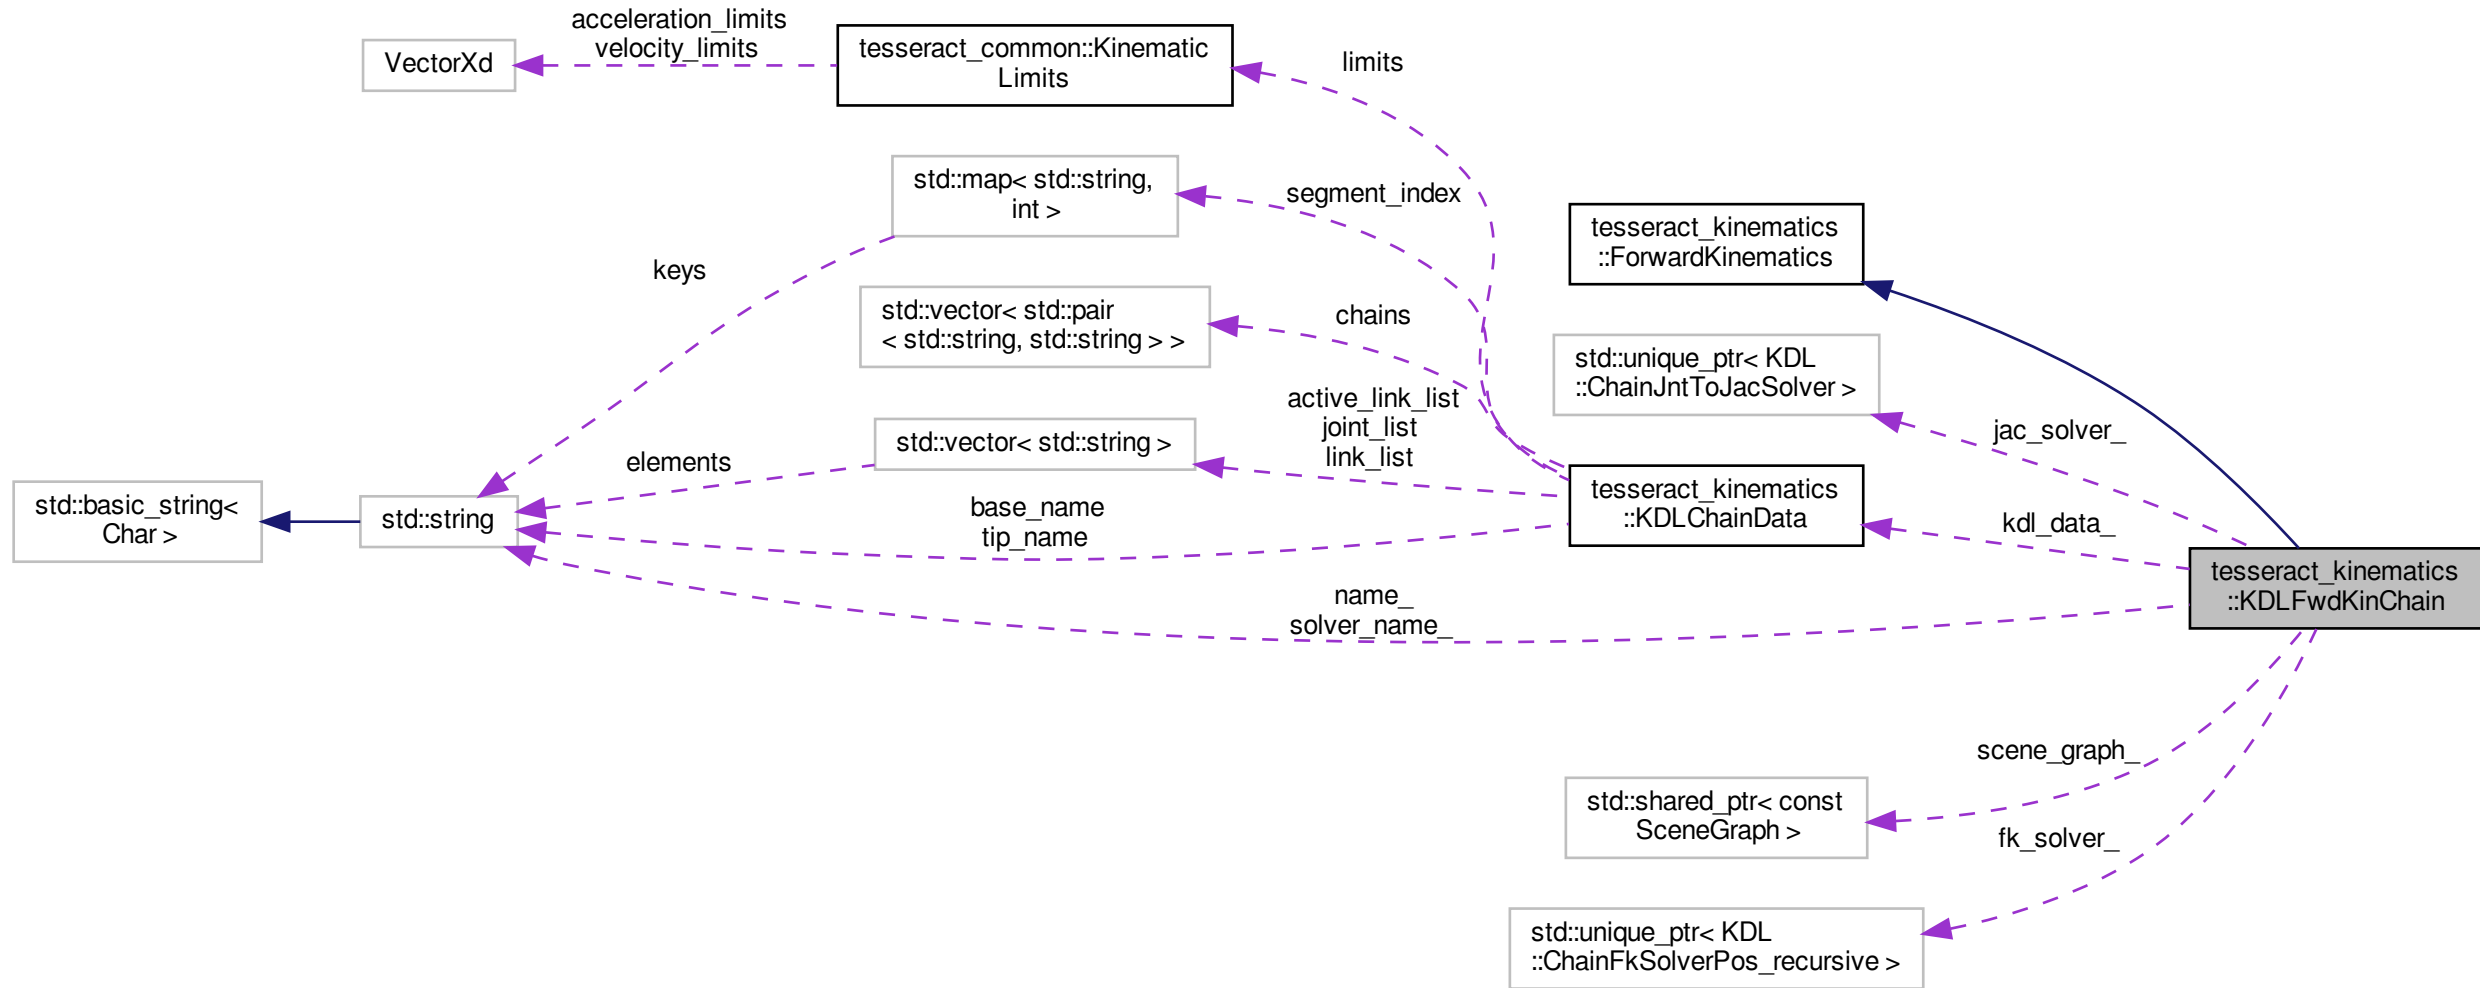 acceleration_limits
velocity_limits
VectorXd
tesseract_common::Kinematic
Limits
limits
std::map< std::string,
int >
segment_index
keys
std::vector< std::pair
< std::string, std::string > >
chains
tesseract_kinematics
::ForwardKinematics
std::unique_ptr< KDL
::ChainJntToJacSolver >
jac_solver_
active_link_list
joint_list
link_list
std::vector< std::string >
elements
std::basic_string<
Char >
std::string
base_name
tip_name
tesseract_kinematics
::KDLChainData
kdl_data_
tesseract_kinematics
::KDLFwdKinChain
name_
solver_name_
scene_graph_
std::shared_ptr< const
SceneGraph >
fk_solver_
std::unique_ptr< KDL
::ChainFkSolverPos_recursive >